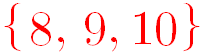 {8, 9, 10}